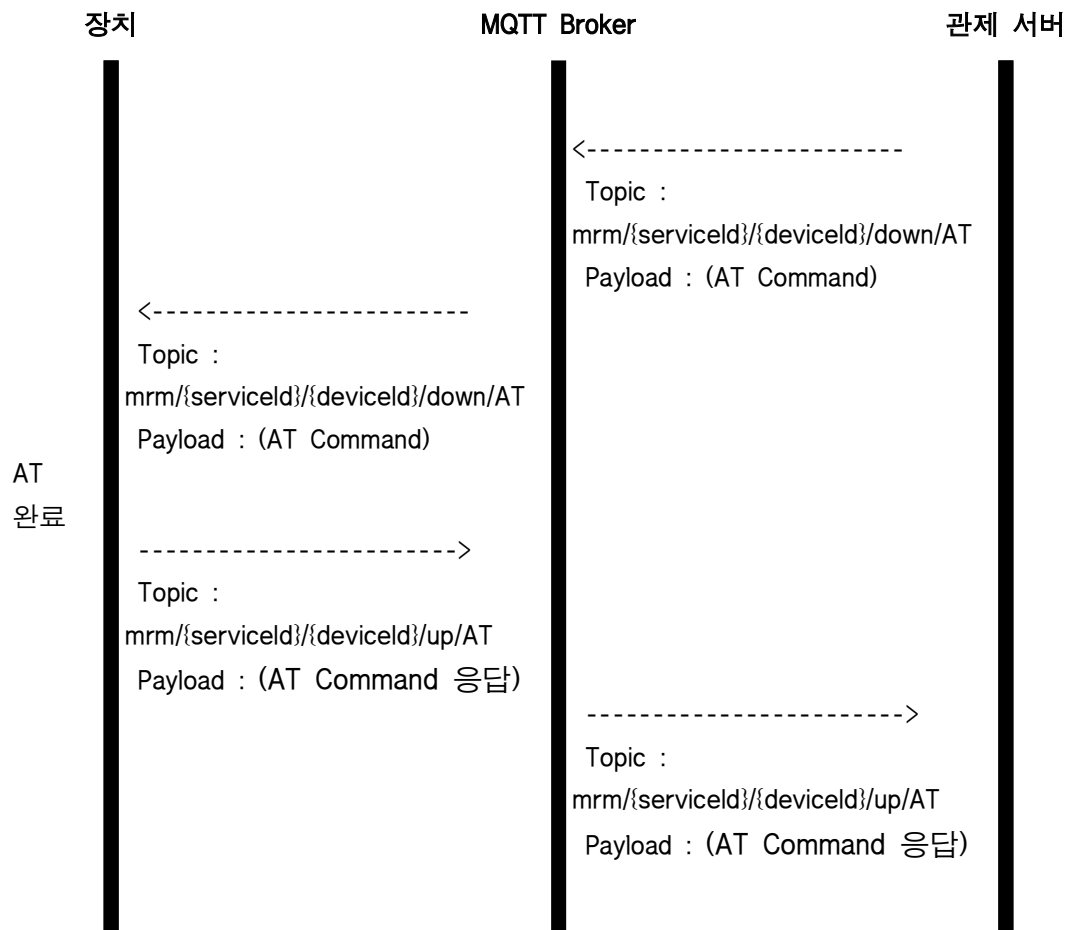 장치
MQTT Broker
관제 서버
<------------------------
Topic :
mrm/{serviceId}/{deviceId}/down/AT
Payload : (AT Command)
<------------------------
Topic :
mrm/{serviceId}/{deviceId}/down/AT
Payload : (AT Command)
AT
완료
------------------------>
Topic :
mrm/{serviceId}/{deviceId}/up/AT
Payload : (AT Command 응답)
------------------------>
Topic :
mrm/{serviceId}/{deviceId}/up/AT
Payload : (AT Command 응답)